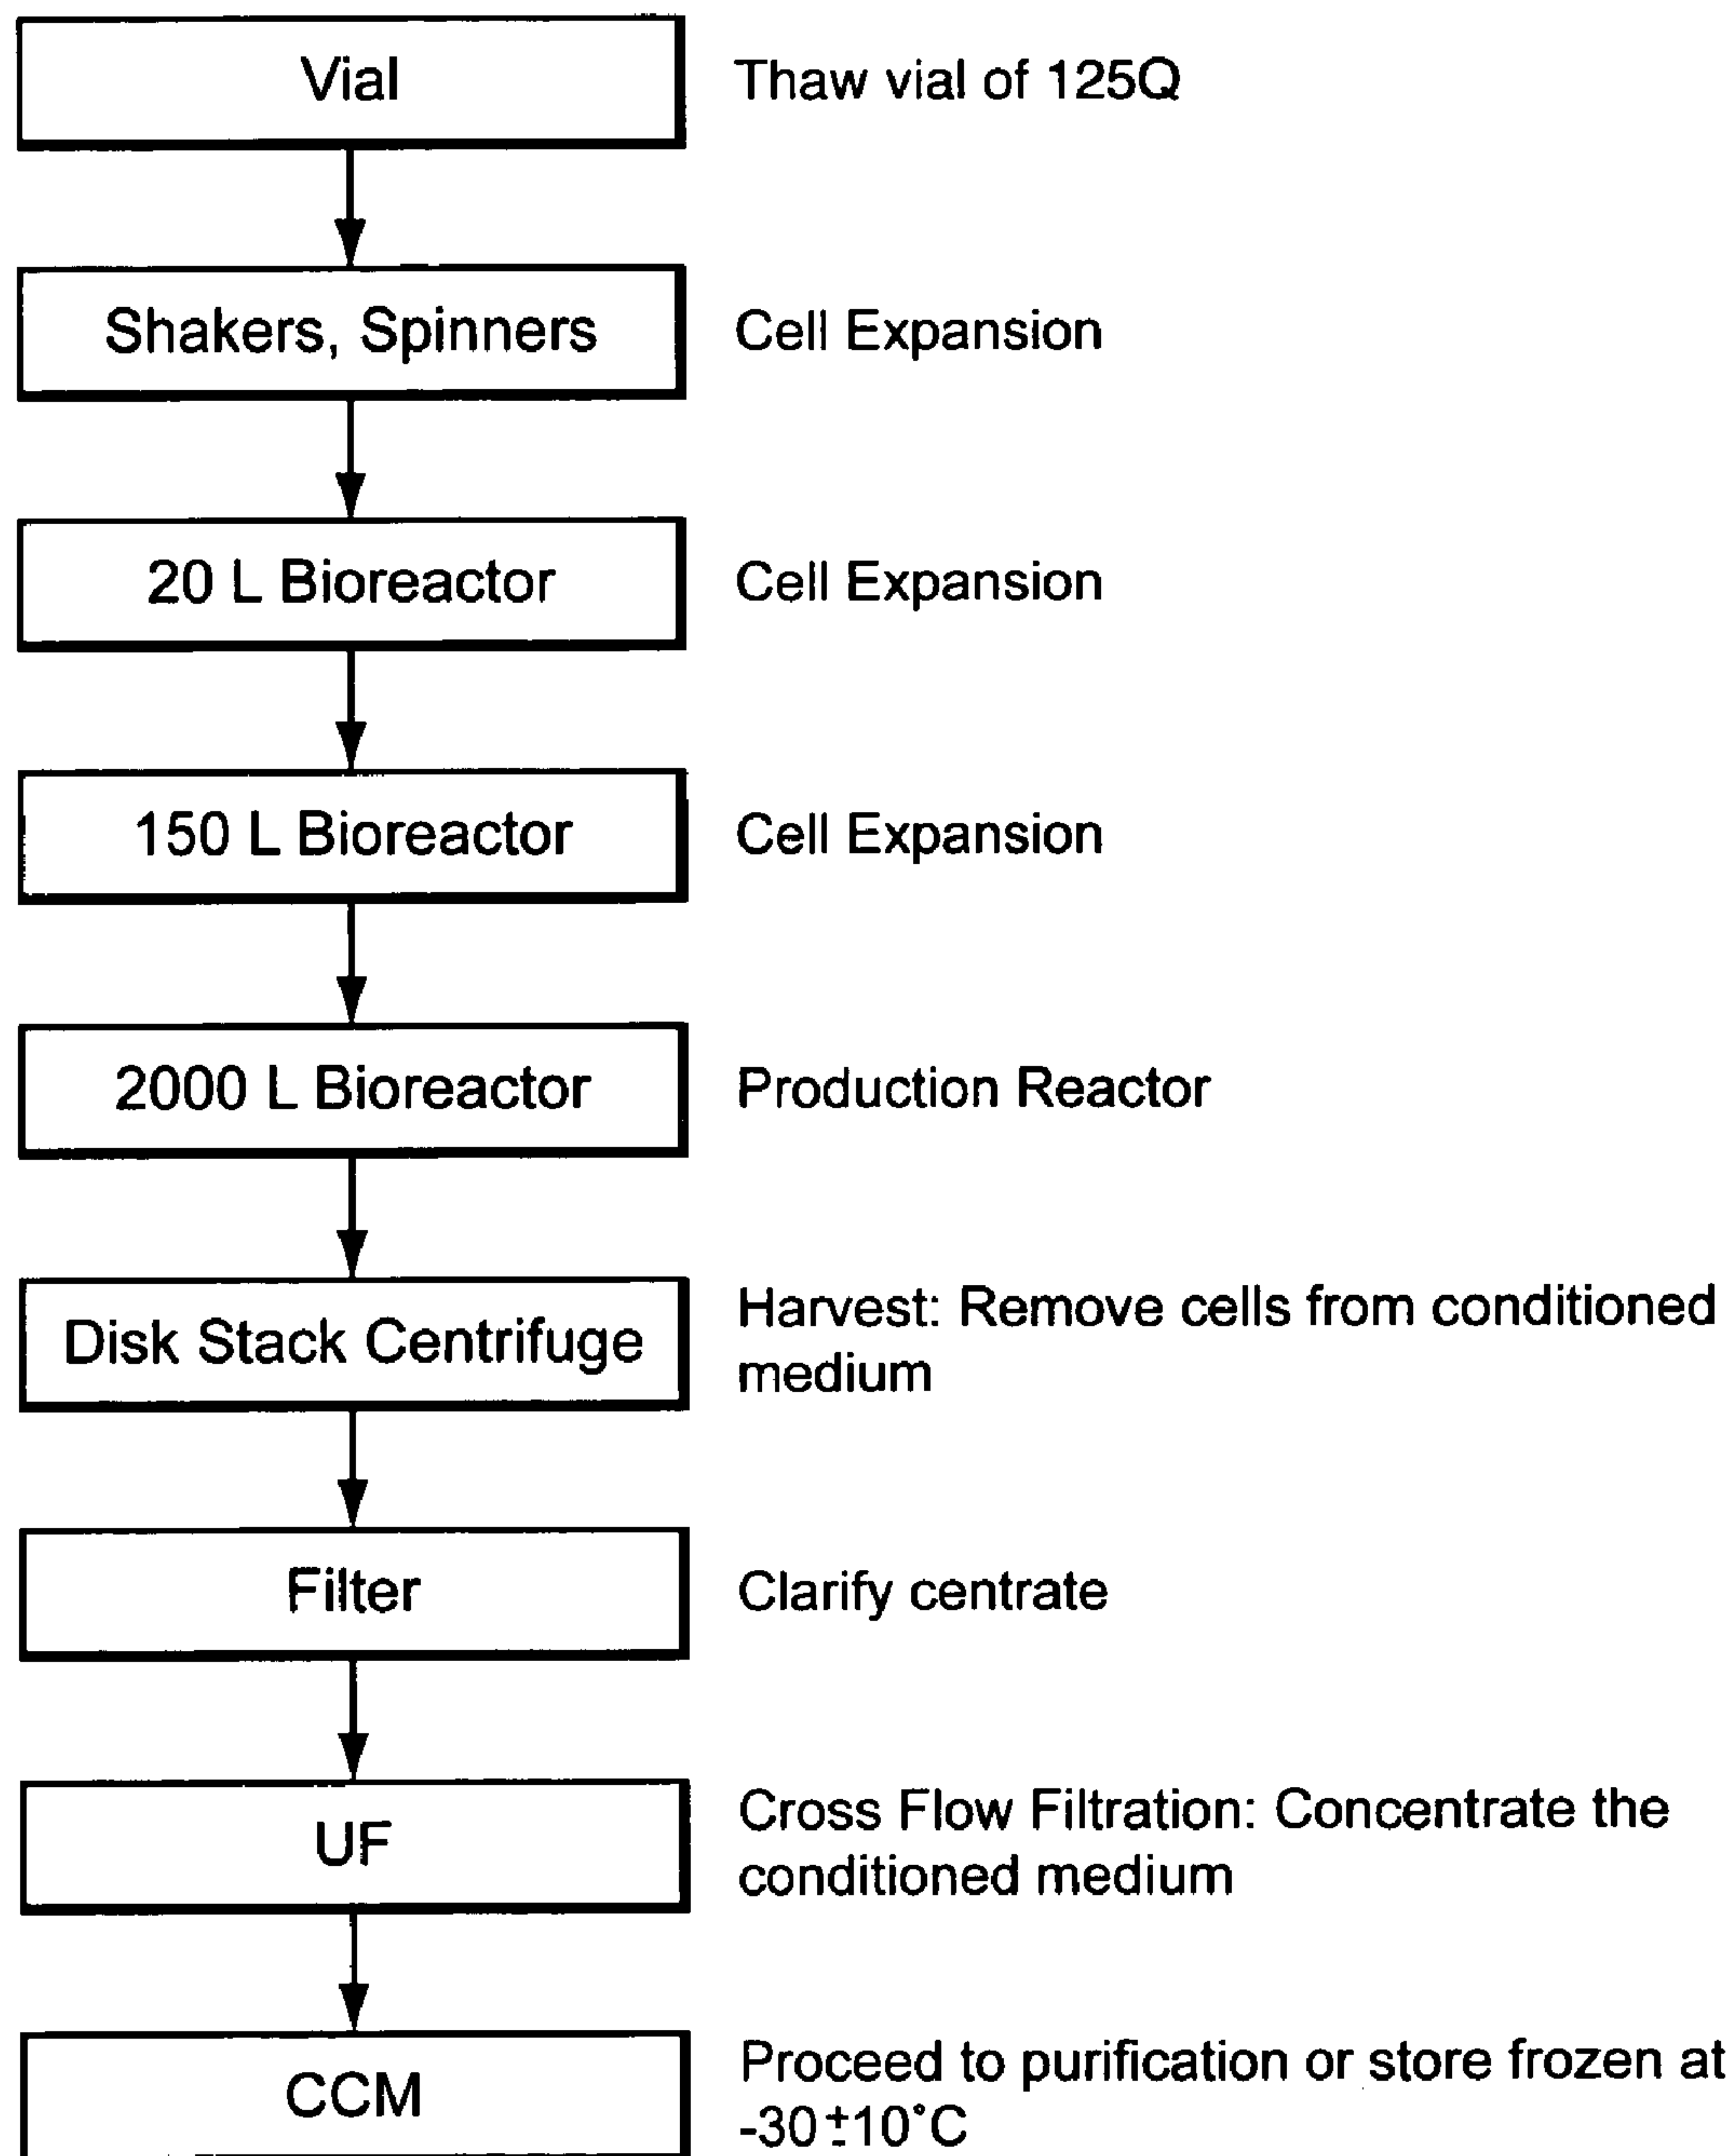 Vial
Thaw vial of 125Q
Shakers, Spinners
Cell Expansion
20 L Bioreactor
Cell Expansion
150 L Bioreactor
Cell Expansion
2000 L Bioreactor
Production Reactor
Disk Stack Centrifuge
Harvest: Remove cells from conditioned
medium
Filter
Clarify centrate
UF
Cross Flow Filtration: Concentrate the
conditioned medium
CCM
Proceed to purification or store frozen at
-30±10°C